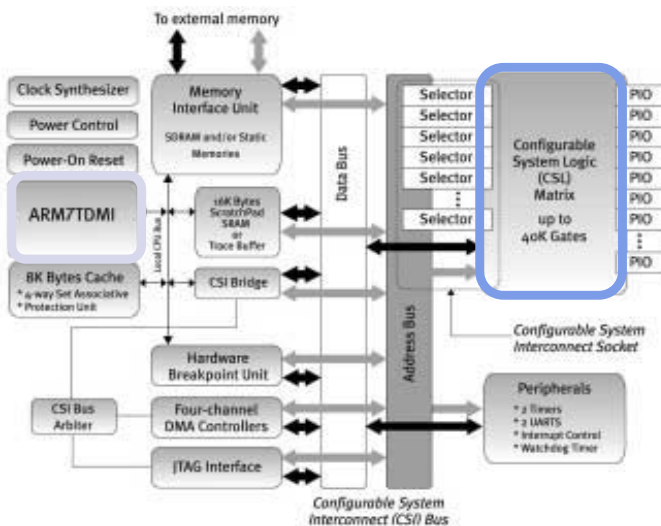 To external memory
Clock Synthesizer
Power Control
Power-On Reset
ARM7TDMI
8K Bytes Cache
* 4-way Set Associative
* Protection Unit
CSI Bus
Arbiter
Memory
Interface Unit
SDRAM and/or Static
Memories
Local CPU Bus
16K Bytes
ScratchPad
SRAM
or
Trace Buffer
CSI Bridge
Hardware
Breakpoint Unit
Four-channel
DMA Controllers
JTAG Interface
Data Bus
Address Bus
Configurable System
Interconnect (CSI) Bus
Selector
Selector
Selector
Selector
Selector
...
Selector
Configurable
System Logic
(CSL)
Matrix
up to
40K Gates
PIO
PIO
PIO
PIO
PIO
PIO
PIO
...
PIO
Configurable System
Interconnect Socket
Peripherals
* 2 Timers
* 2 UARTS
* Interrupt Control
* Watchdog Timer